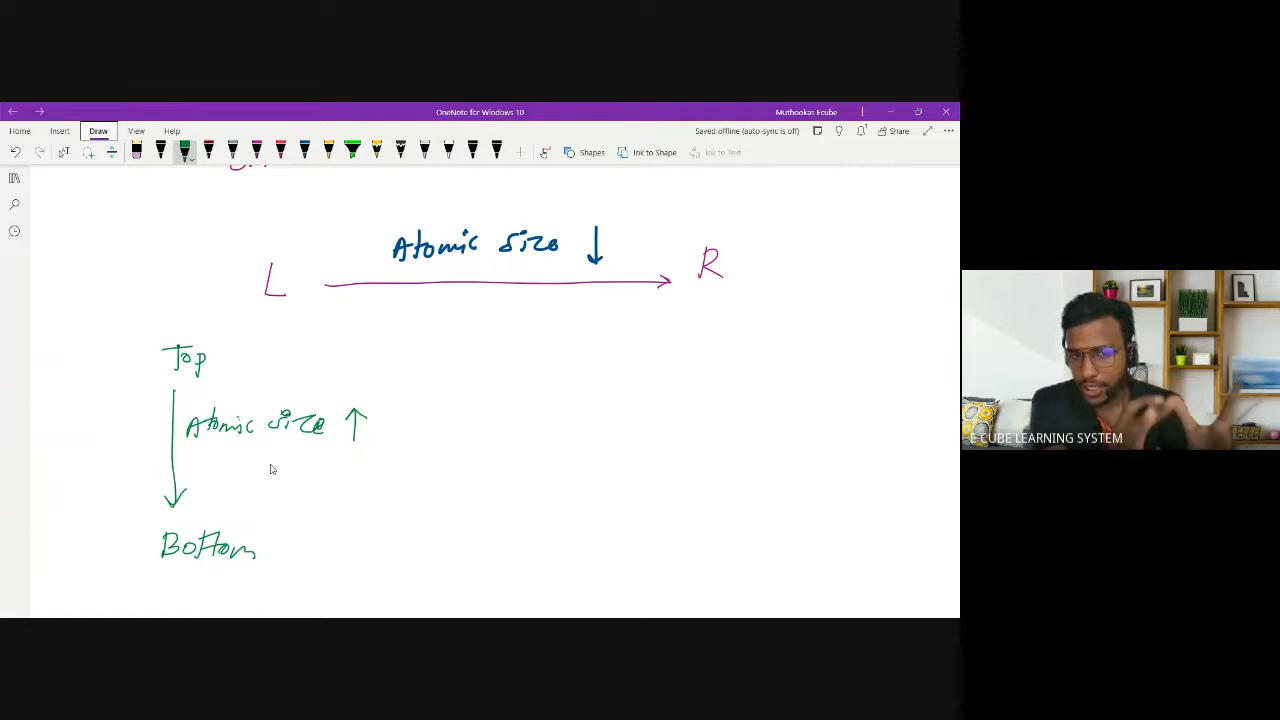 OneNote for Windows 10
Muthookas Ecube
Home Insert Draw View Help
Saved offline (auto-sync is off)
Share
Shapes
Ink to Shape
Ink to Text
Atomic size ↓
L
R
Top
Atomic size ↑
Bottom
E CUBE LEARNING SYSTEM